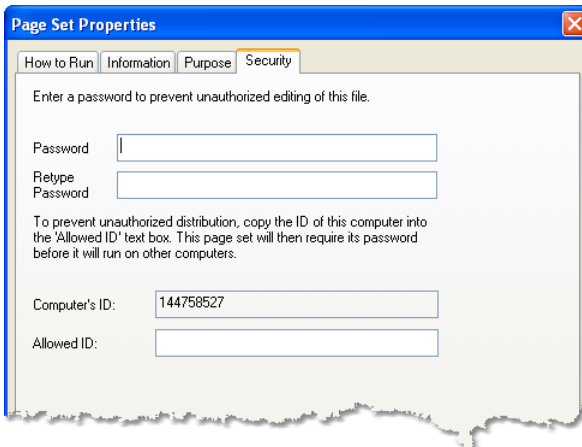 Page Set Properties
How to Run Information Purpose Security
Enter a password to prevent unauthorized editing of this file.
Password
Retype
Password
To prevent unauthorized distribution, copy the ID of this computer into
the 'Allowed ID' text box. This page set will then require its password
before it will run on other computers.
Computer's ID: 144758527
Allowed ID: